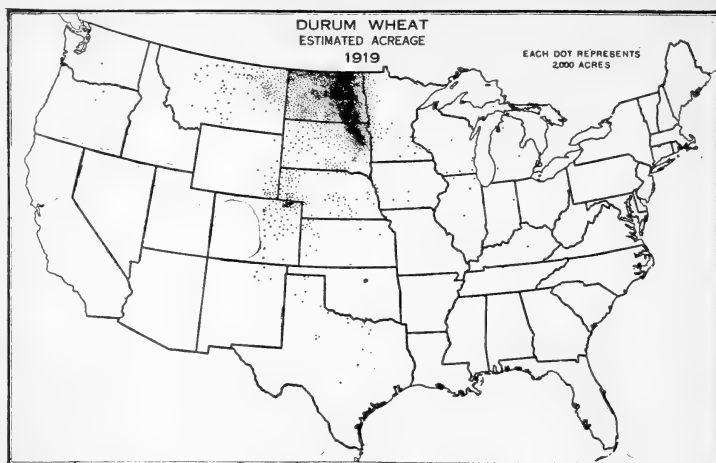 DURUM WHEAT
ESTIMATED ACREAGE
1919
EACH DOT REPRESENTS
2,000 ACRES